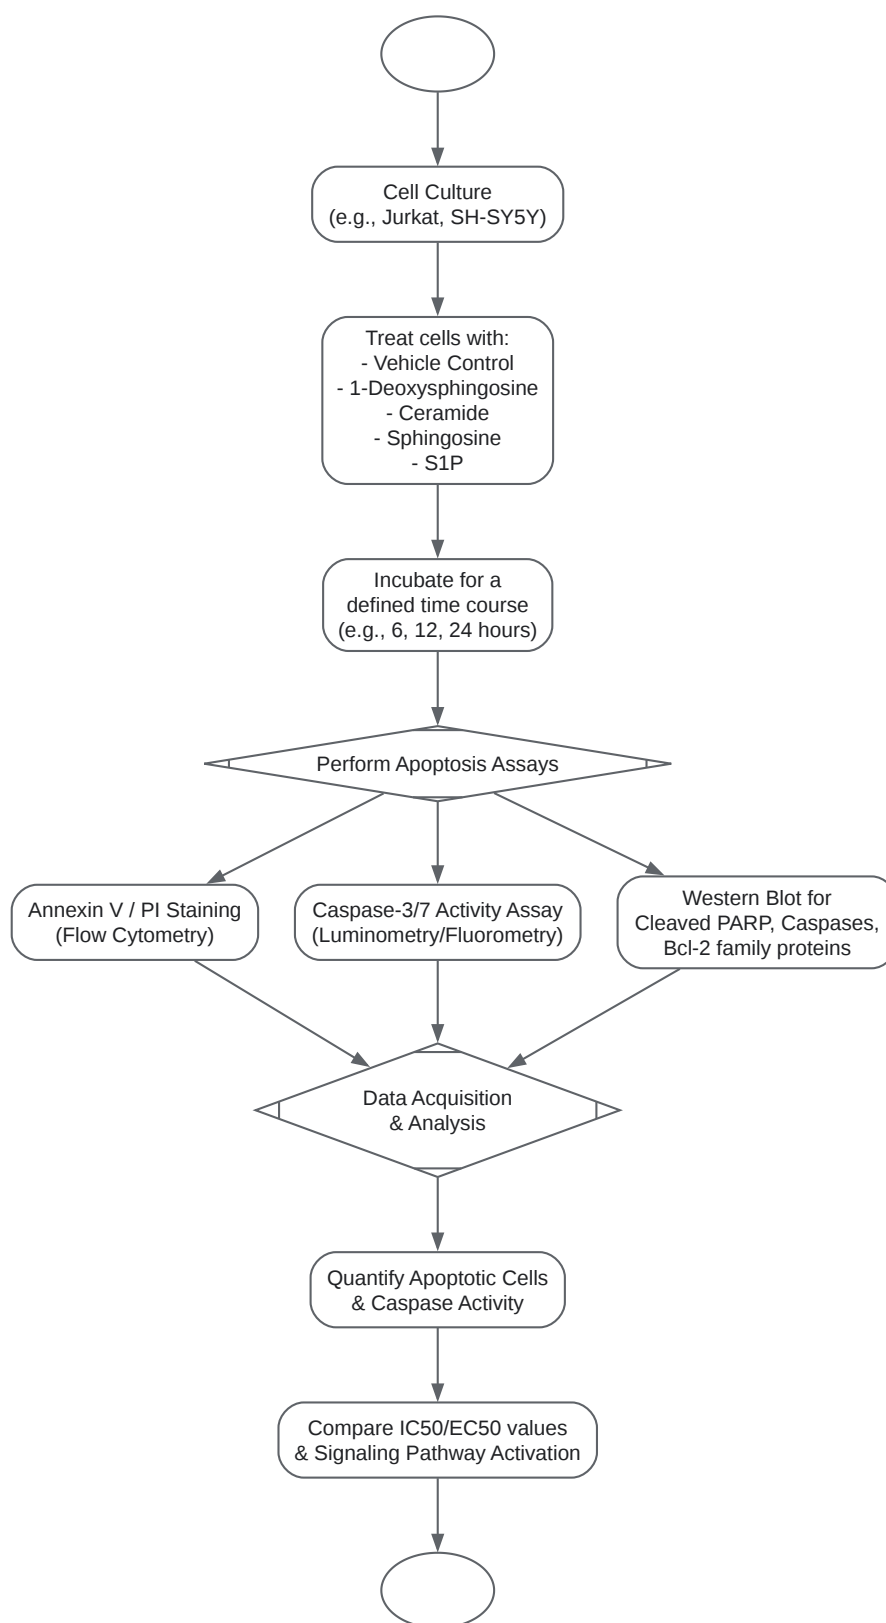 Cell Culture
(e.g., Jurkat, SH-SY5Y)
Treat cells with:
- Vehicle Control
- 1-Deoxysphingosine
- Ceramide
- Sphingosine
- S1P
Incubate for a
defined time course
(e.g., 6, 12, 24 hours)
Perform Apoptosis Assays
Annexin V / PI Staining
(Flow Cytometry)
Caspase-3/7 Activity Assay
(Luminometry/Fluorometry)
Western Blot for
Cleaved PARP, Caspases,
Bcl-2 family proteins
Data Acquisition
& Analysis
Quantify Apoptotic Cells
& Caspase Activity
Compare IC50/EC50 values
& Signaling Pathway Activation